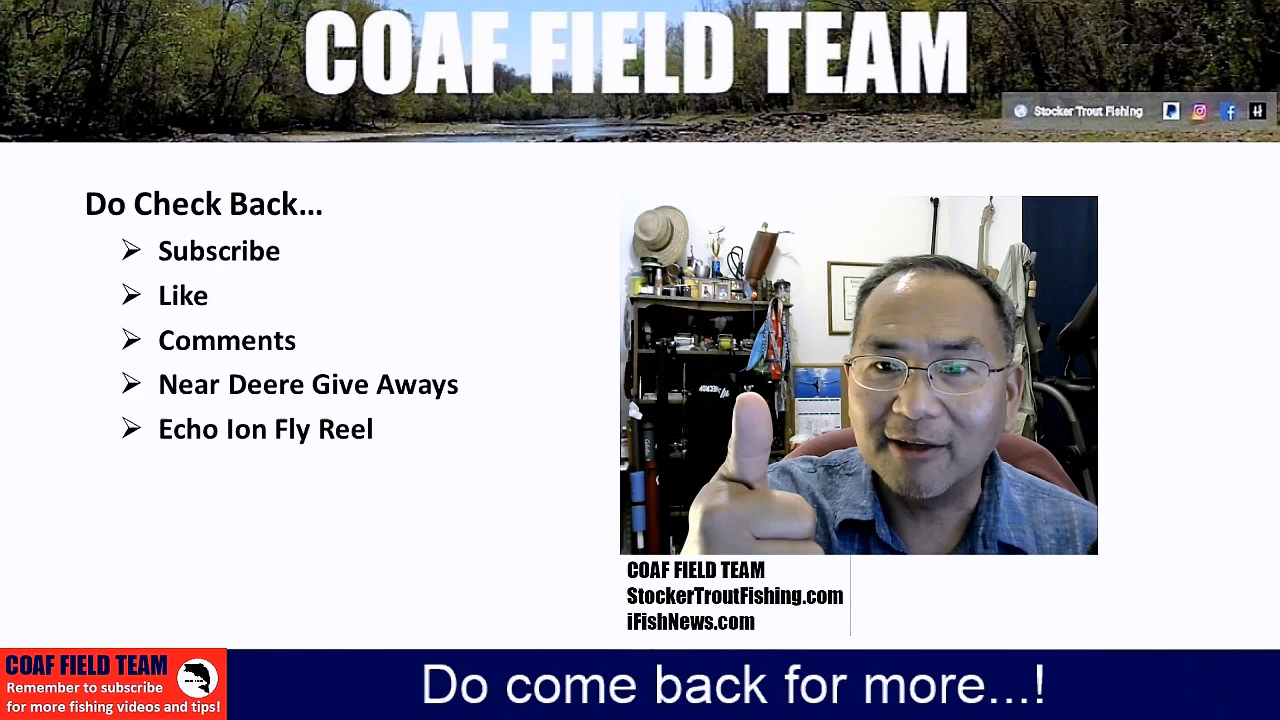 COAF FIELD TEAM
Stocker Trout Fishing
Do Check Back...
Subscribe
Like
Comments
Near Deere Give Aways
Echo Ion Fly Reel
COAF FIELD TEAM
StockerTroutFishing.com
iFishNews.com
COAF FIELD TEAM
Remember to subscribe
for more fishing videos and tips!
Do come back for more...!